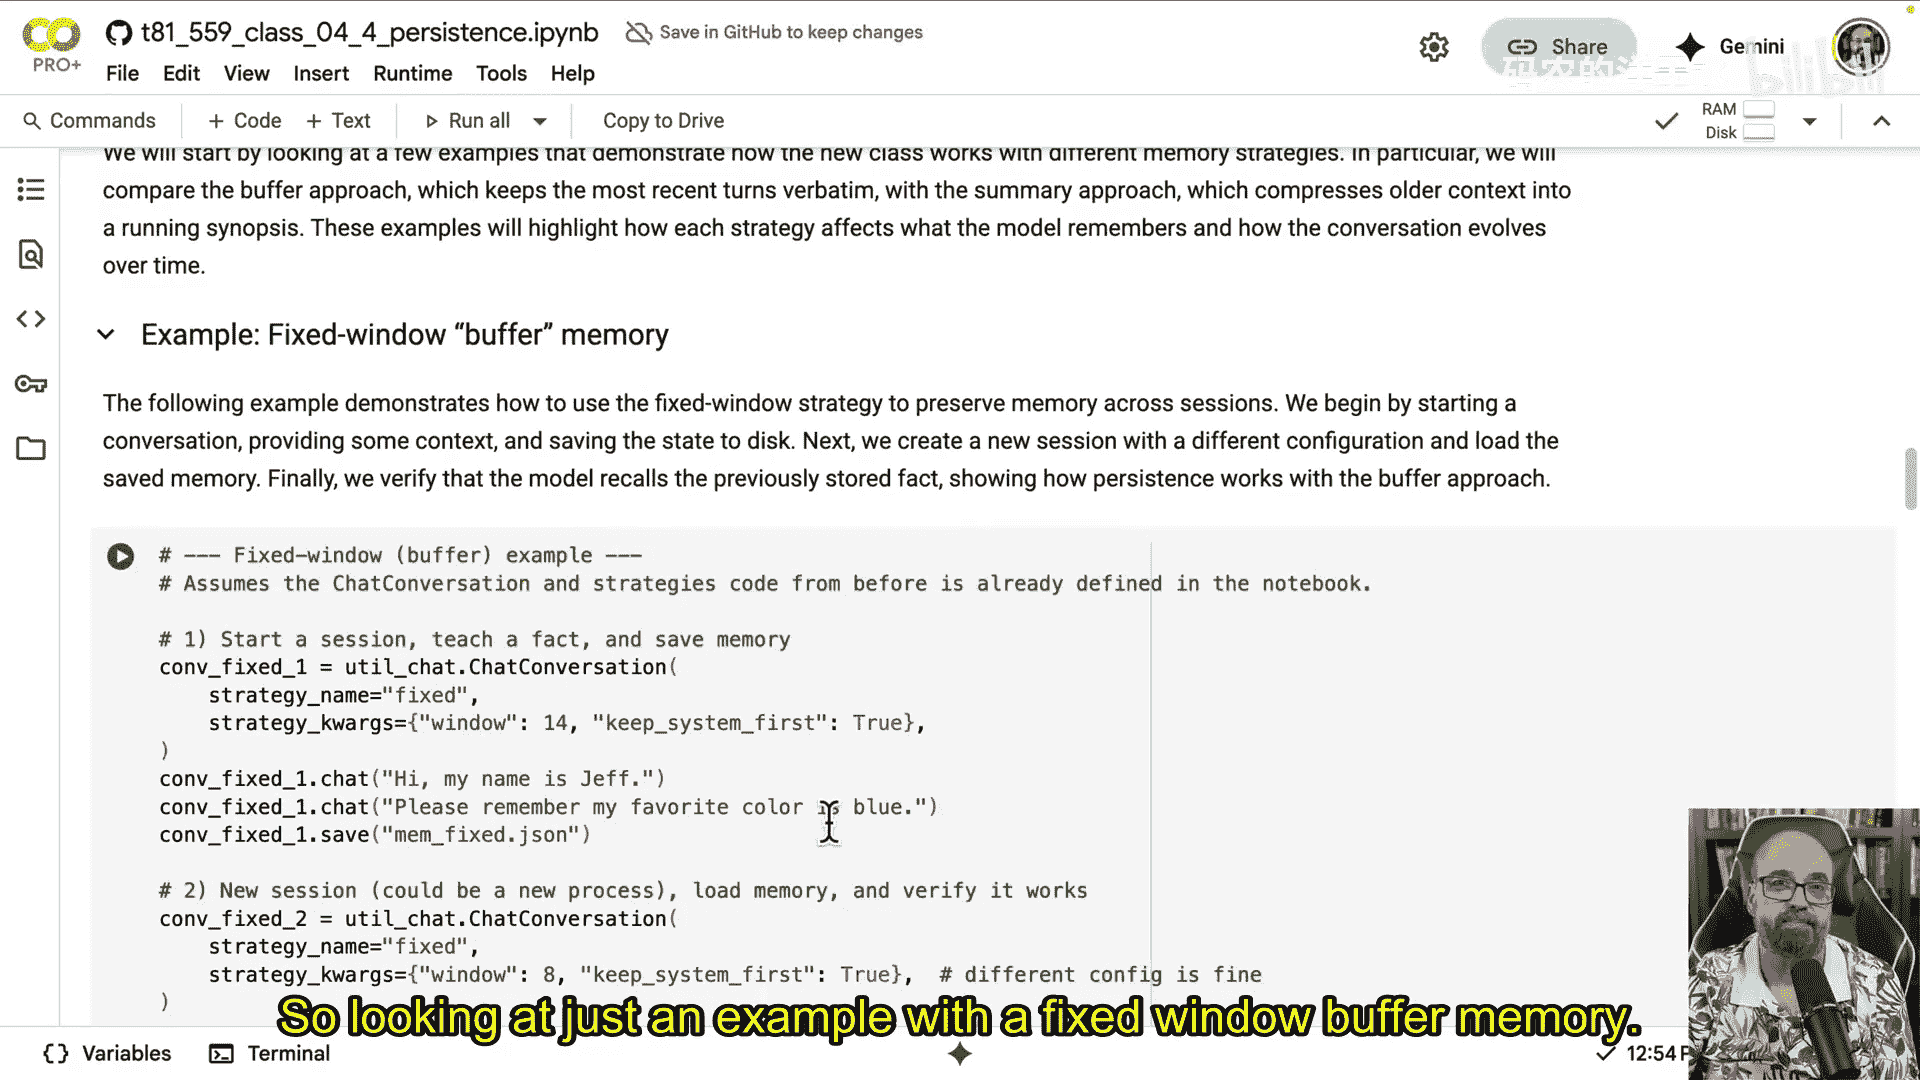 t81_559_class_04_4_persistence.ipynb
Save in GitHub to keep changes
Share
Gemini
PRO+
File Edit View Insert Runtime Tools Help
码农的
bilibili
Commands + Code + Text Run all Copy to Drive
RAM
Disk
We will start by looking at a few examples that demonstrate how the new class works with different memory strategies. In particular, we will
compare the buffer approach, which keeps the most recent turns verbatim, with the summary approach, which compresses older context into
a running synopsis. These examples will highlight how each strategy affects what the model remembers and how the conversation evolves
over time.
Example: Fixed-window “buffer” memory
The following example demonstrates how to use the fixed-window strategy to preserve memory across sessions. We begin by starting a
conversation, providing some context, and saving the state to disk. Next, we create a new session with a different configuration and load the
saved memory. Finally, we verify that the model recalls the previously stored fact, showing how persistence works with the buffer approach.
# --- Fixed-window (buffer) example ---
# Assumes the ChatConversation and strategies code from before is already defined in the notebook.
# 1) Start a session, teach a fact, and save memory
conv_fixed_1 = util_chat.ChatConversation(
strategy_name="fixed",
strategy_kwargs={"window": 14, "keep_system_first": True},
)
conv_fixed_1.chat("Hi, my name is Jeff.")
conv_fixed_1.chat("Please remember my favorite color is blue.")
conv_fixed_1.save("mem_fixed.json")
# 2) New session (could be a new process), load memory, and verify it works
conv_fixed_2 = util_chat.ChatConversation(
strategy_name="fixed",
strategy_kwargs={"window": 8, "keep_system_first": True}, # different config is fine
)
So looking at just an example with a fixed window buffer memory.
Variables Terminal
12:54 P